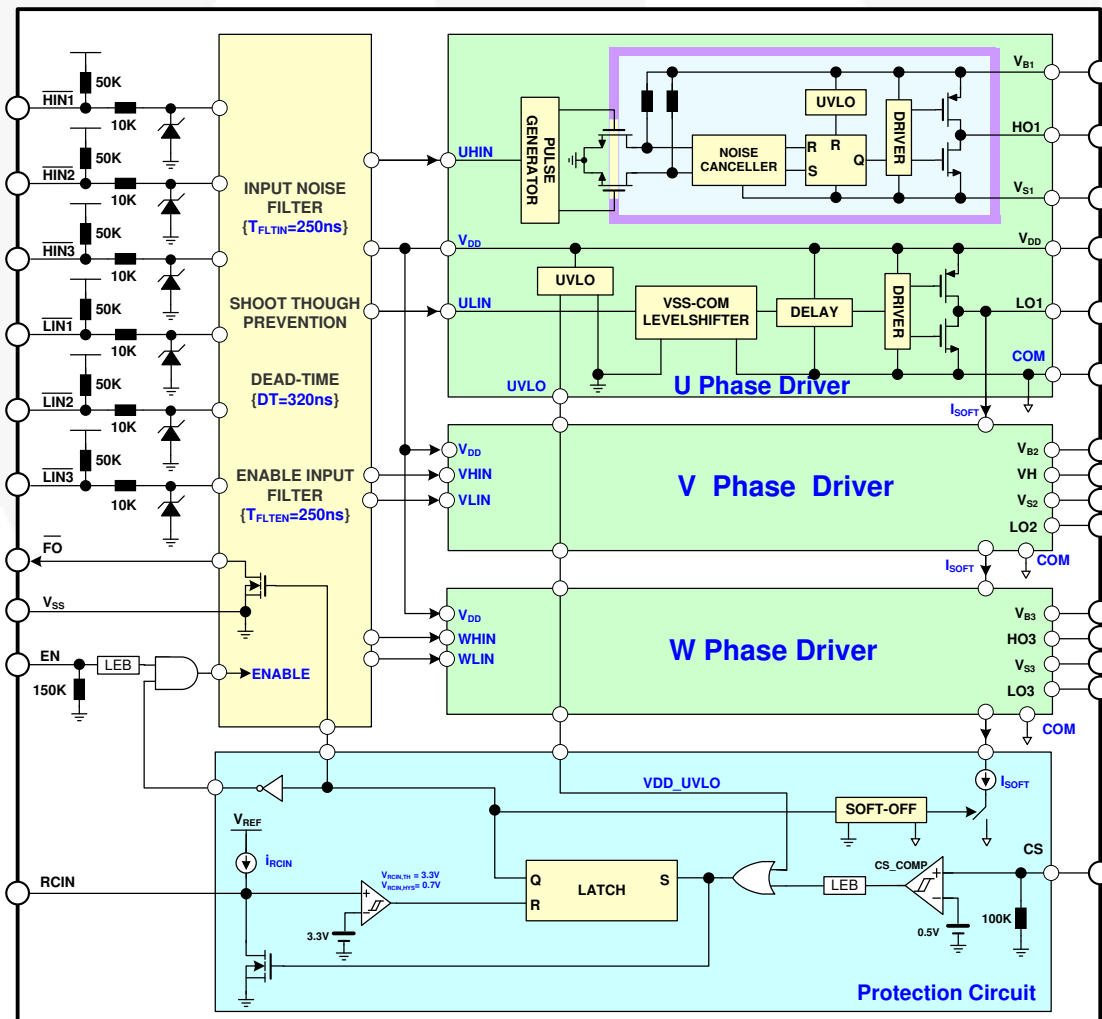 50K
HIN1
10K
50K
HIN2
10K
50K
HIN3
10K
50K
LIN1
10K
50K
LIN2
10K
50K
LIN3
10K
FO
VSS
EN
LEB
150K
ENABLE
RCIN
INPUT NOISE
FILTER
{TFLTIN=250ns}
SHOOT THOUGH
PREVENTION
DEAD-TIME
{DT=320ns}
ENABLE INPUT
FILTER
{TFLTEN=250ns}
UHIN
PULSE
GENERATOR
NOISE
CANCELLER
UVLO
R
R
S
Q
DRIVER
VB1
HO1
VS1
VDD
VDD
UVLO
ULIN
VSS-COM
LEVELSHIFTER
DELAY
DRIVER
LO1
COM
UVLO
U Phase Driver
ISOFT
VDD
VHIN
VLIN
V Phase Driver
VB2
VH
VS2
LO2
ISOFT
COM
VDD
WHIN
WLIN
W Phase Driver
VB3
HO3
VS3
LO3
COM
VDD_UVLO
ISOFT
SOFT-OFF
VREF
iRCIN
VRCIN,TH = 3.3V
VRCIN,HYS= 0.7V
+
-
3.3V
Q
R
LATCH
S
LEB
CS_COMP
+
-
0.5V
CS
100K
Protection Circuit